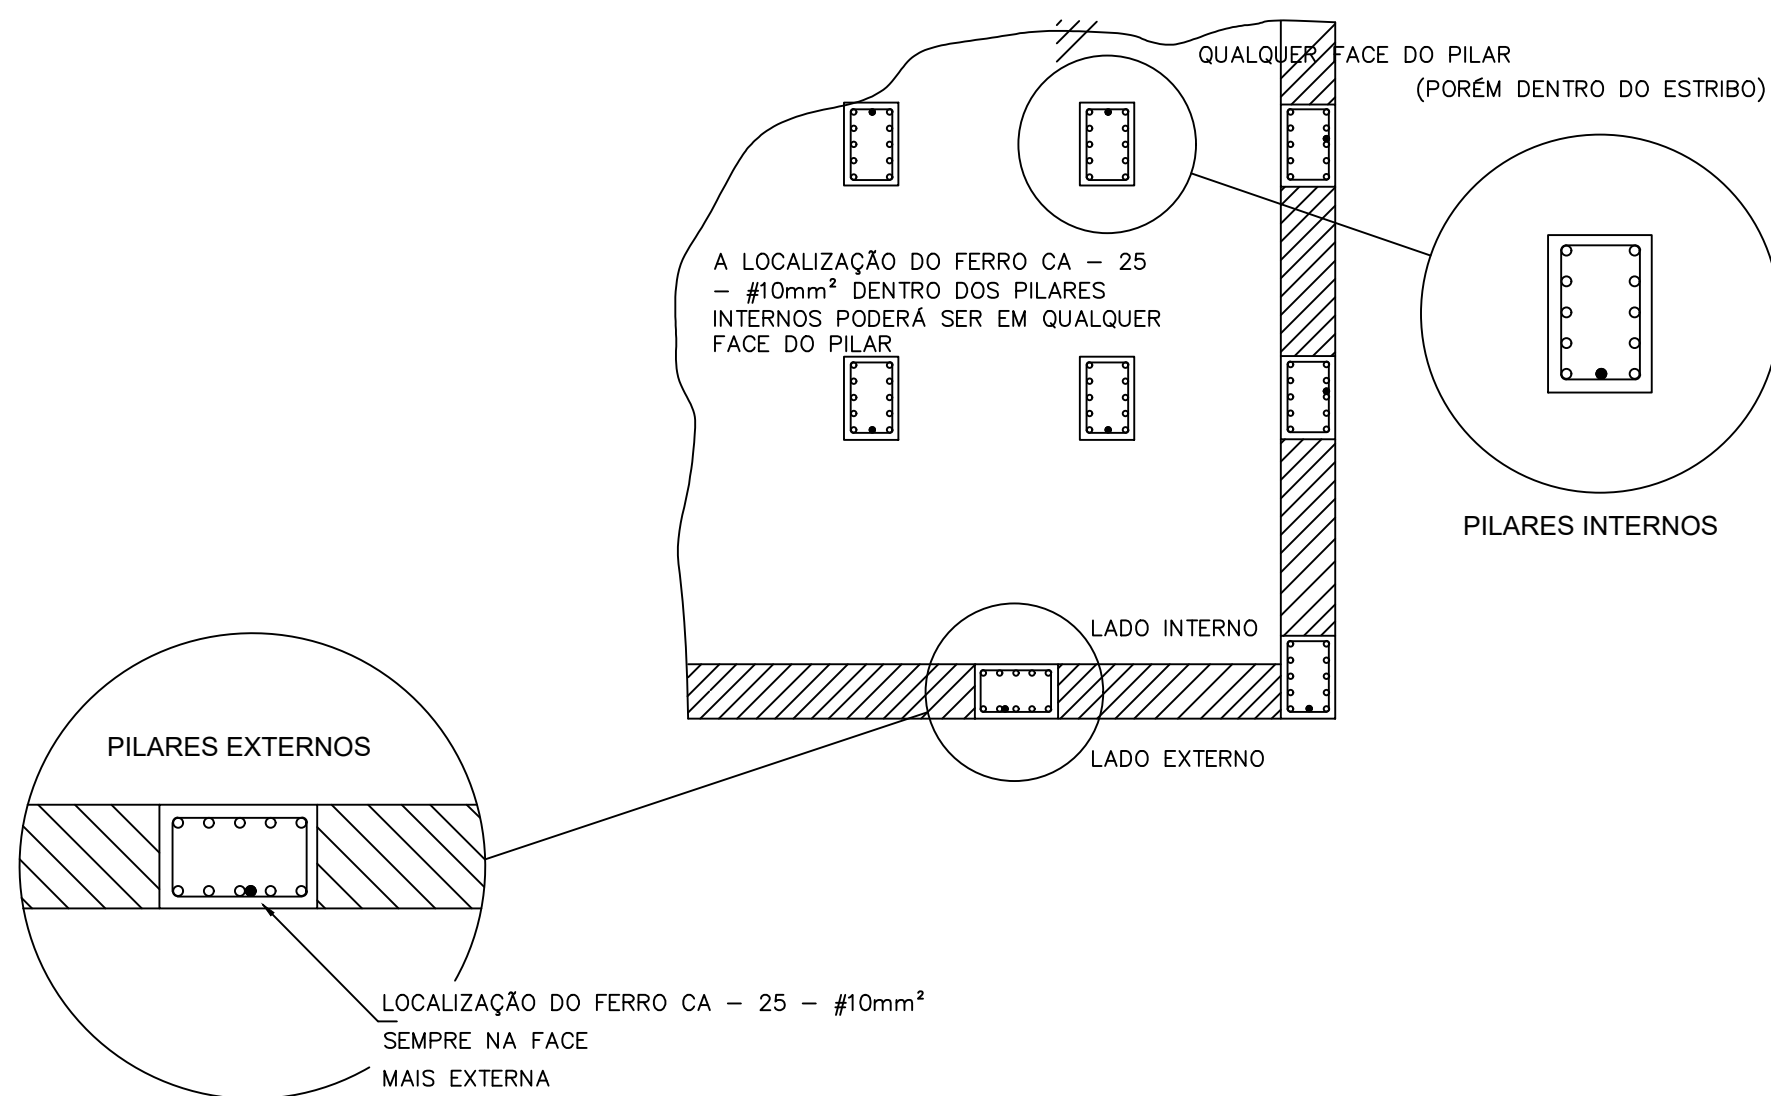 QUALQUER FACE DO PILAR
(PORÉM DENTRO DO ESTRIBO)
A LOCALIZAÇÃO DO FERRO CA – 25
– #10mm² DENTRO DOS PILARES
INTERNOS PODERÁ SER EM QUALQUER
FACE DO PILAR
PILARES INTERNOS
LADO INTERNO
LADO EXTERNO
PILARES EXTERNOS
LOCALIZAÇÃO DO FERRO CA – 25 – #10mm²
SEMPRE NA FACE
MAIS EXTERNA